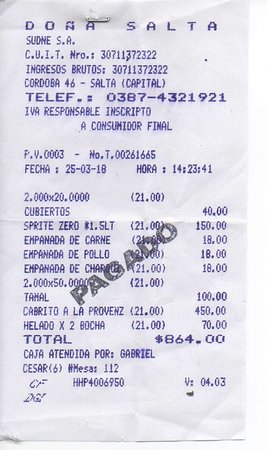 DOÑA SALTA
SUDNE S.A.
C.U.I.T. Nro.: 30711372322
INGRESOS BRUTOS: 30711372322
CORDOBA 46 - SALTA (CAPITAL)
TELEF.: 0387-4321921
IVA RESPONSABLE INSCRIPTO
A CONSUMIDOR FINAL
P.V.0003 - No.T.00261665
FECHA : 25-03-18 HORA : 14:23:41
2.000x20.0000 (21.00)
CUBIERTOS 40.00
SPRITE ZERO *1.5LT (21.00) 150.00
EMPANADA DE CARNE (21.00) 18.00
EMPANADA DE POLLO (21.00) 18.00
EMPANADA DE (21.00) 18.00
2.000x50.0000 (21.00)
TAMAL 100.00
CABRITO A LA PROVENZ (21.00) 450.00
HELADO X 2 BOCHA (21.00) 70.00
TOTAL $864.00
CAJA ATENDIDA POR: GABRIEL
CESAR(6) #Mesa: 112
HHP4006950 V: 04.03
PAGADO